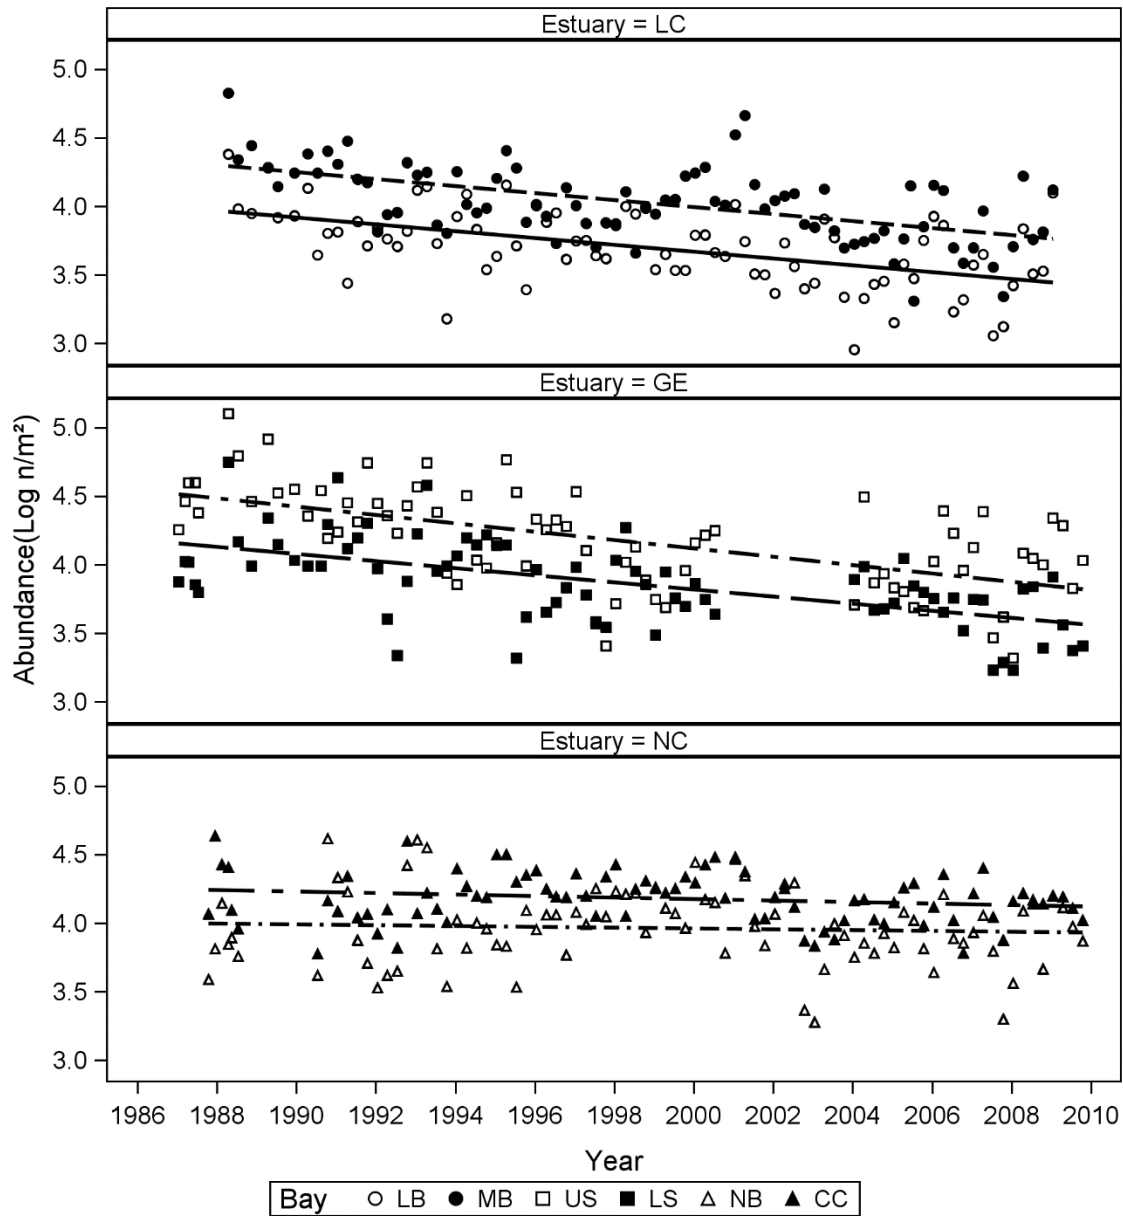 Estuary = LC
5.0
4.5
4.0
3.5
3.0
Estuary = GE
5.0
4.5
4.0
3.5
3.0
Abundance(Log n/m²)
Estuary = NC
5.0
4.5
4.0
3.5
3.0
1986 1988 1990 1992 1994 1996 1998 2000 2002 2004 2006 2008 2010
Year
Bay LB MB US LS NB CC